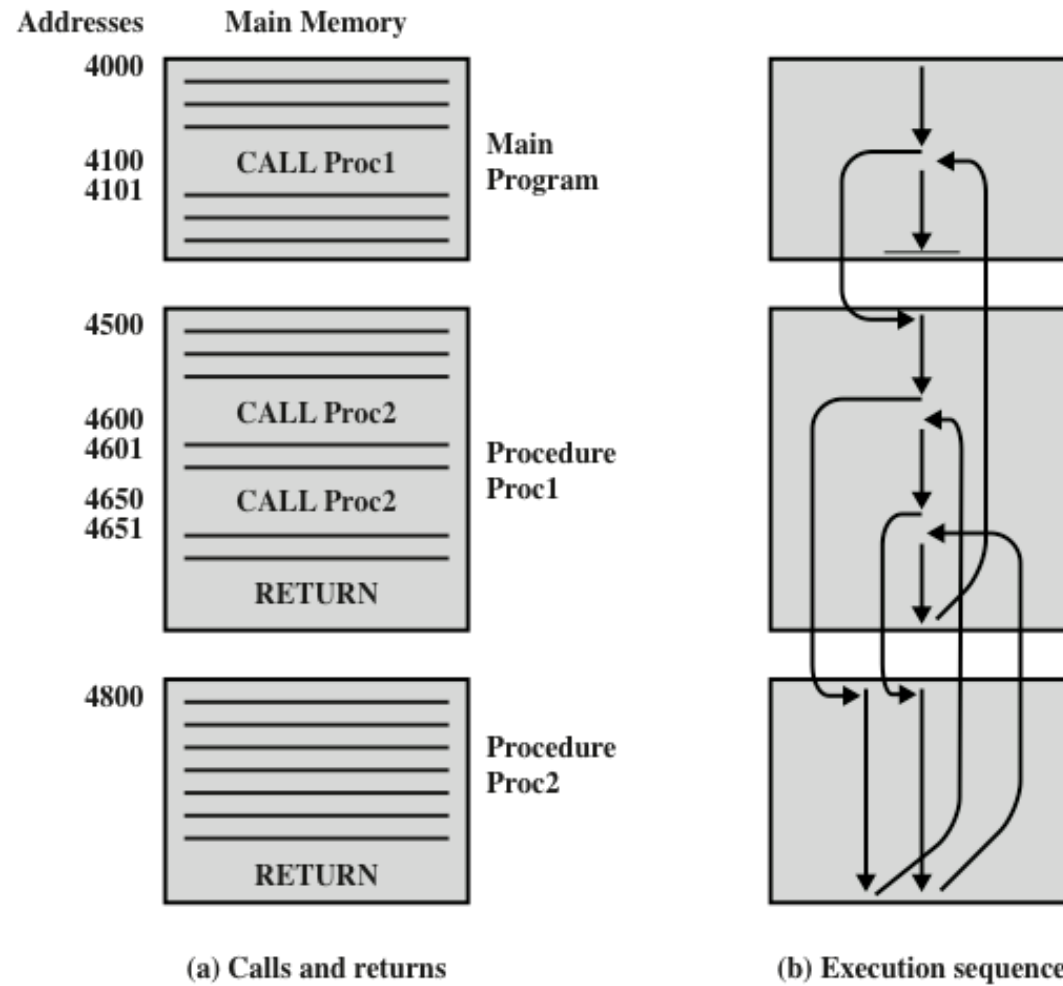 Addresses Main Memory
4000
4100 CALL Proc1
4101
Main
Program
4500
CALL Proc2
4600
4601
4650 CALL Proc2
4651
RETURN
Procedure
Proc1
4800
Procedure
Proc2
RETURN
(a) Calls and returns
(b) Execution sequence